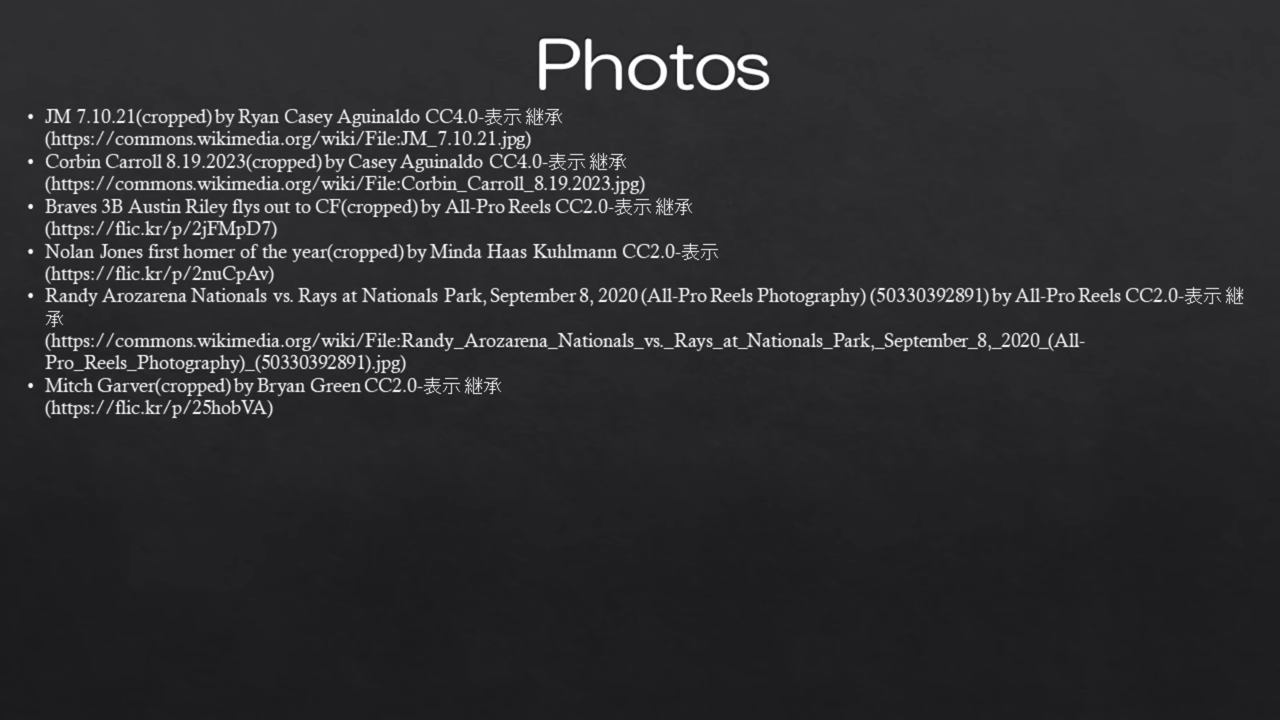 Photos
• JM 7.10.21(cropped) by Ryan Casey Aguinaldo CC4.0-表示 継承
(https://commons.wikimedia.org/wiki/File:JM_7.10.21.jpg)
• Corbin Carroll 8.19.2023(cropped) by Casey Aguinaldo CC4.0-表示 継承
(https://commons.wikimedia.org/wiki/File:Corbin_Carroll_8.19.2023.jpg)
• Braves 3B Austin Riley flys out to CF(cropped) by All-Pro Reels CC2.0-表示 継承
(https://flic.kr/p/2jFMpD7)
• Nolan Jones first homer of the year(cropped) by Minda Haas Kuhlmann CC2.0-表示
(https://flic.kr/p/2nuCpAv)
• Randy Arozarena Nationals vs. Rays at Nationals Park, September 8, 2020 (All-Pro Reels Photography) (50330392891) by All-Pro Reels CC2.0-表示 継
承
(https://commons.wikimedia.org/wiki/File:Randy_Arozarena_Nationals_vs._Rays_at_Nationals_Park,_September_8,_2020_(All-
Pro_Reels_Photography)_(50330392891).jpg)
• Mitch Garver(cropped) by Bryan Green CC2.0-表示 継承
(https://flic.kr/p/25hobVA)